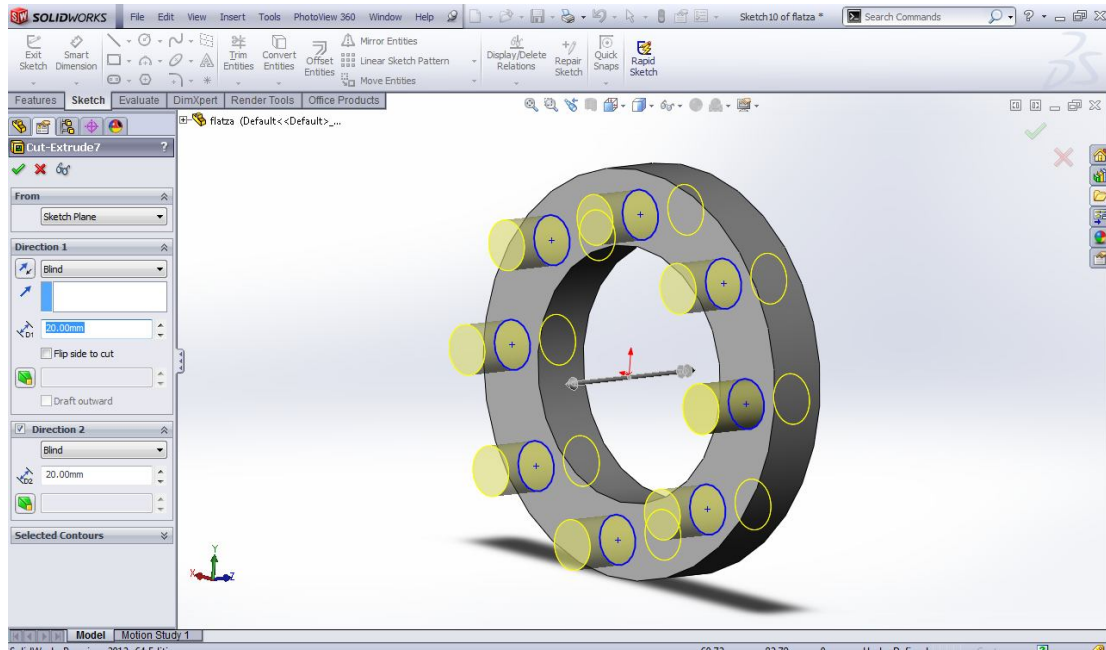 SOLIDWORKS File Edit View Insert Tools PhotoView 360 Window Help Sketch10 of flatza * Search Commands
Exit Sketch
Smart Dimension
Trim Entities
Convert Entities
Offset Entities
Mirror Entities
Linear Sketch Pattern
Move Entities
Display/Delete Relations
Repair Sketch
Quick Snaps
Rapid Sketch
Features Sketch Evaluate DimXpert Render Tools Office Products
flatza (Default<<Default>_...
Cut-Extrude7 ?
From
Sketch Plane
Direction 1
Blind
D1 20.00mm
Flip side to cut
Draft outward
Direction 2
Blind
D2 20.00mm
Selected Contours
Y
X Z
Model Motion Study 1